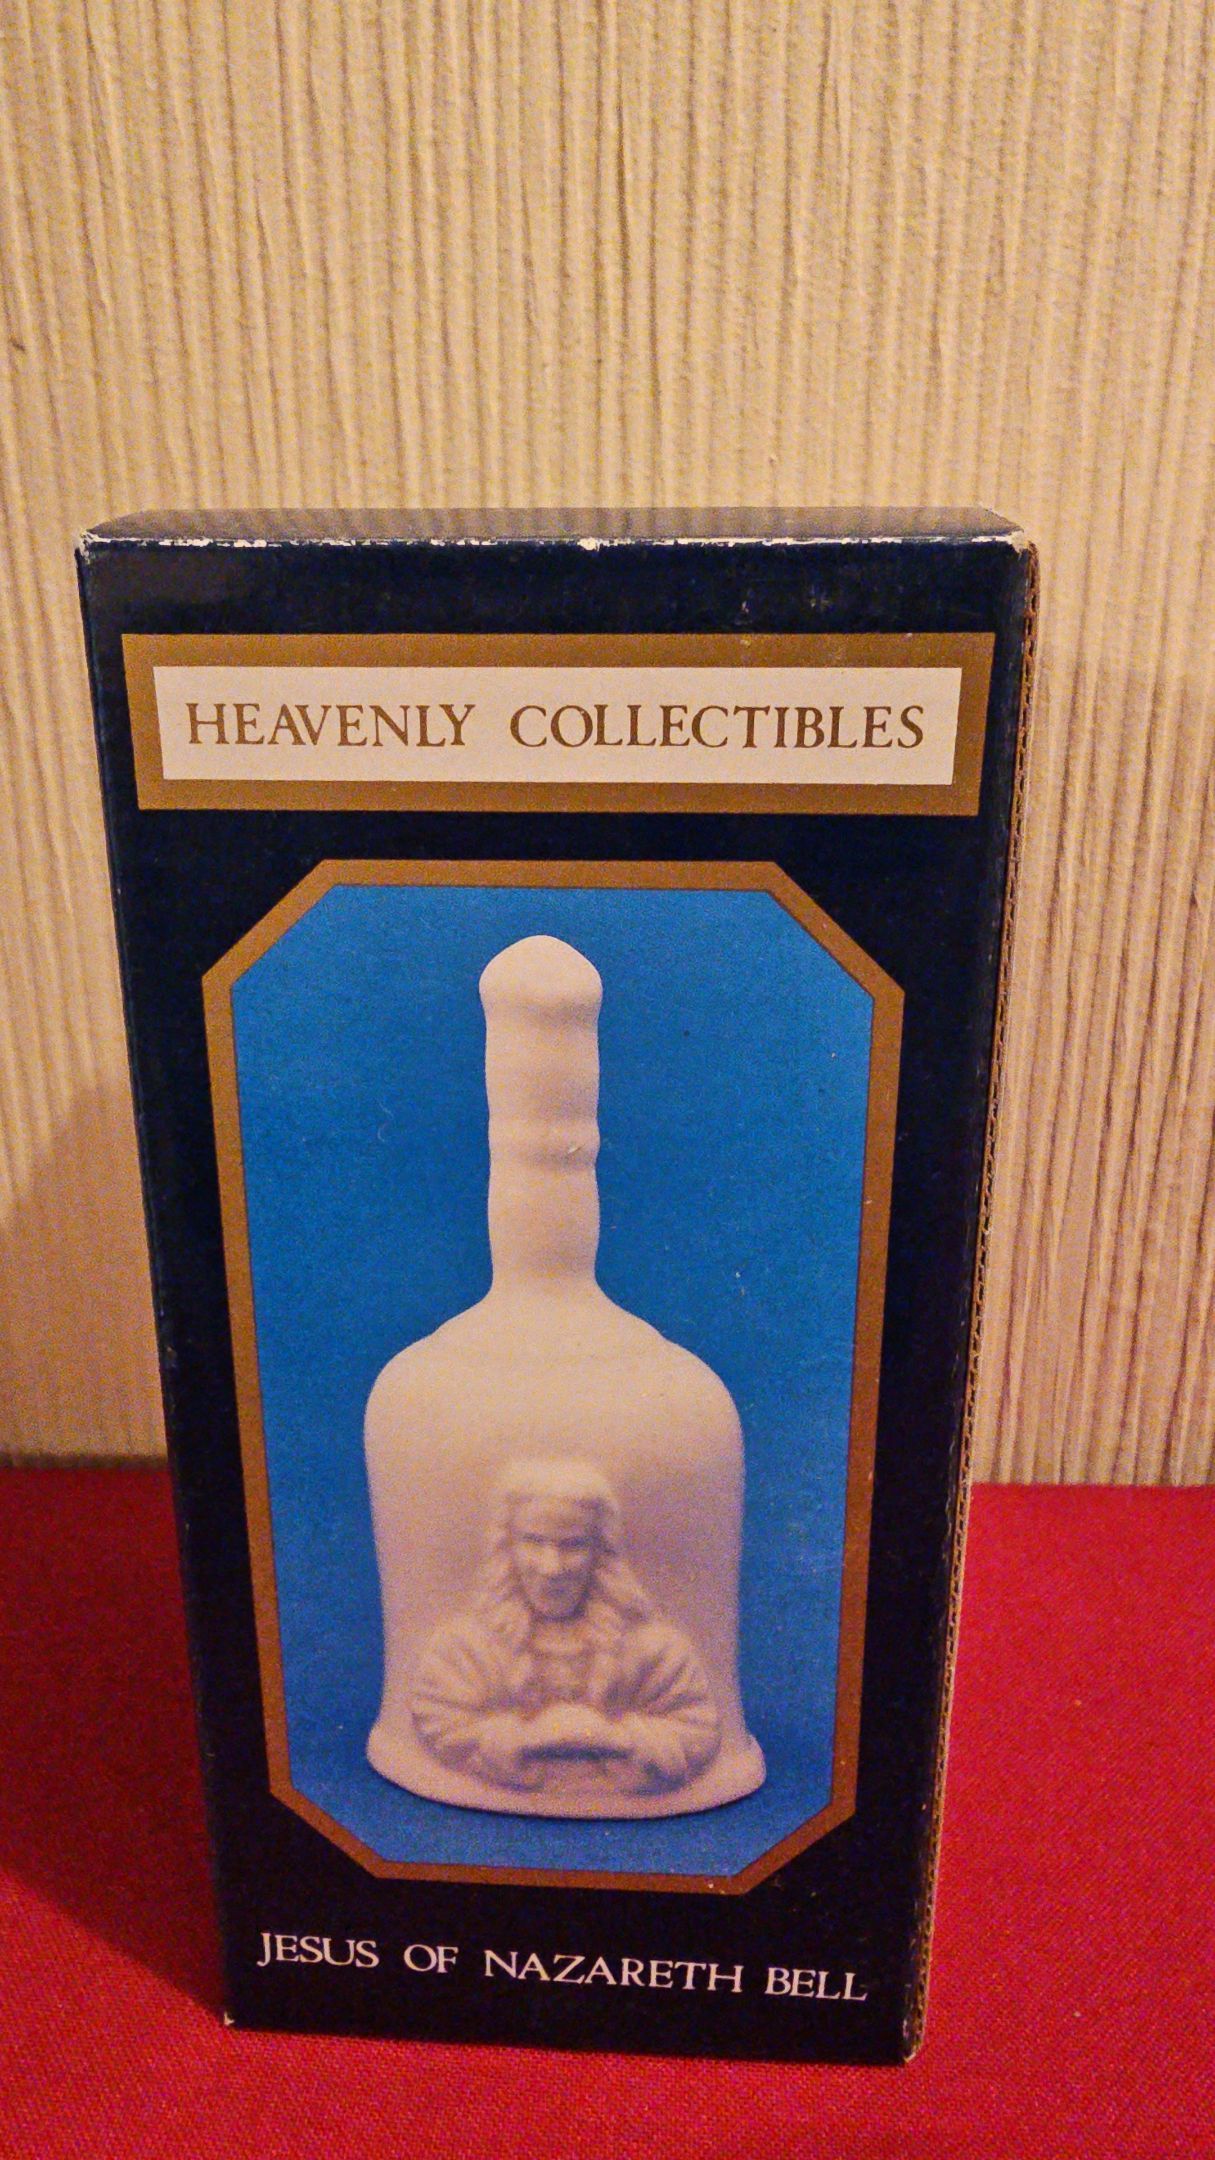 HEAVENLY COLLECTIBLES
JESUS OF NAZARETH BELL